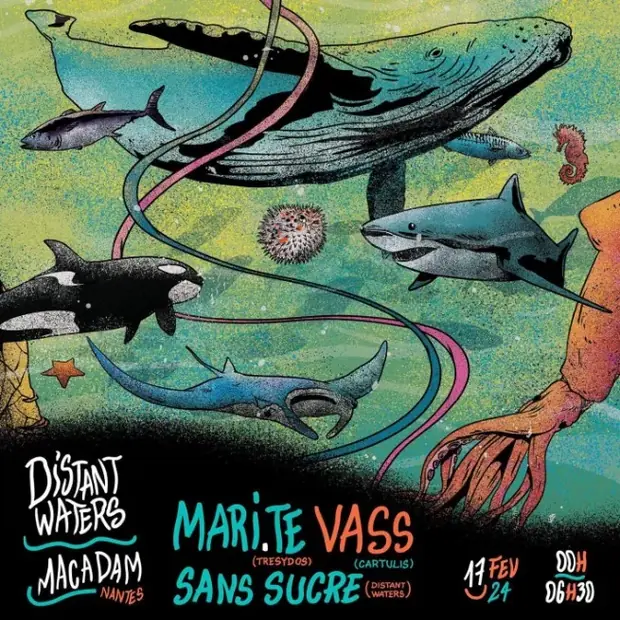 DiSTANT
WATERS
MACADAM
NANTES
MARi.TE VASS
(TRESYDOS) (CARTULIS)
SANS SUCRE (DISTANT WATERS)
17 FEV 24
00H
06H30